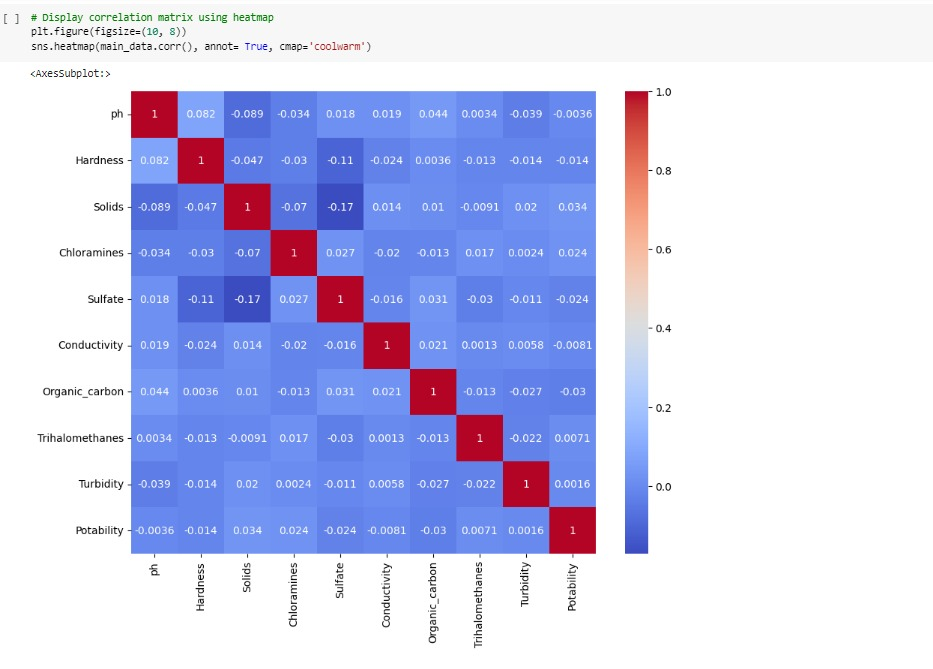 [ ] # Display correlation matrix using heatmap
plt.figure(figsize=(10, 8))
sns.heatmap(main_data.corr(), annot= True, cmap='coolwarm')
<AxesSubplot:>
ph 1 0.082 -0.089 -0.034 0.018 0.019 0.044 0.0034 -0.039 -0.0036
Hardness 0.082 1 -0.047 -0.03 -0.11 -0.024 0.0036 -0.013 -0.014 -0.014
Solids -0.089 -0.047 1 -0.07 -0.17 0.014 0.01 -0.0091 0.02 0.034
Chloramines -0.034 -0.03 -0.07 1 0.027 -0.02 -0.013 0.017 0.0024 0.024
Sulfate 0.018 -0.11 -0.17 0.027 1 -0.016 0.031 -0.03 -0.011 -0.024
Conductivity 0.019 -0.024 0.014 -0.02 -0.016 1 0.021 0.0013 0.0058 -0.0081
Organic_carbon 0.044 0.0036 0.01 -0.013 0.031 0.021 1 -0.013 -0.027 -0.03
Trihalomethanes 0.0034 -0.013 -0.0091 0.017 -0.03 0.0013 -0.013 1 -0.022 0.0071
Turbidity -0.039 -0.014 0.02 0.0024 -0.011 0.0058 -0.027 -0.022 1 0.0016
Potability -0.0036 -0.014 0.034 0.024 -0.024 -0.0081 -0.03 0.0071 0.0016 1
ph
Hardness
Solids
Chloramines
Sulfate
Conductivity
Organic_carbon
Trihalomethanes
Turbidity
Potability
1.0
0.8
0.6
0.4
0.2
0.0